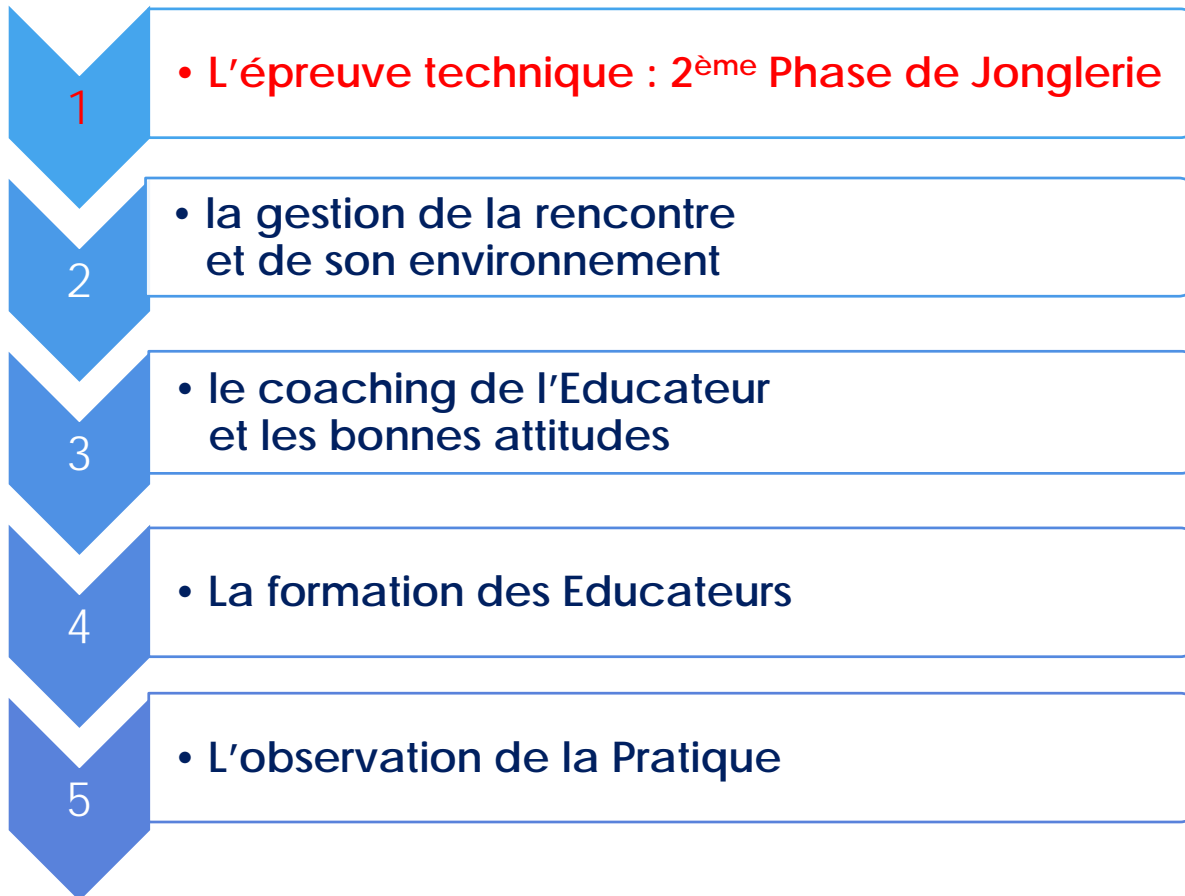 1
• L'épreuve technique : 2ème Phase de Jonglerie
2
• la gestion de la rencontre
et de son environnement
3
• le coaching de l'Educateur
et les bonnes attitudes
4
• La formation des Educateurs
5
• L'observation de la Pratique